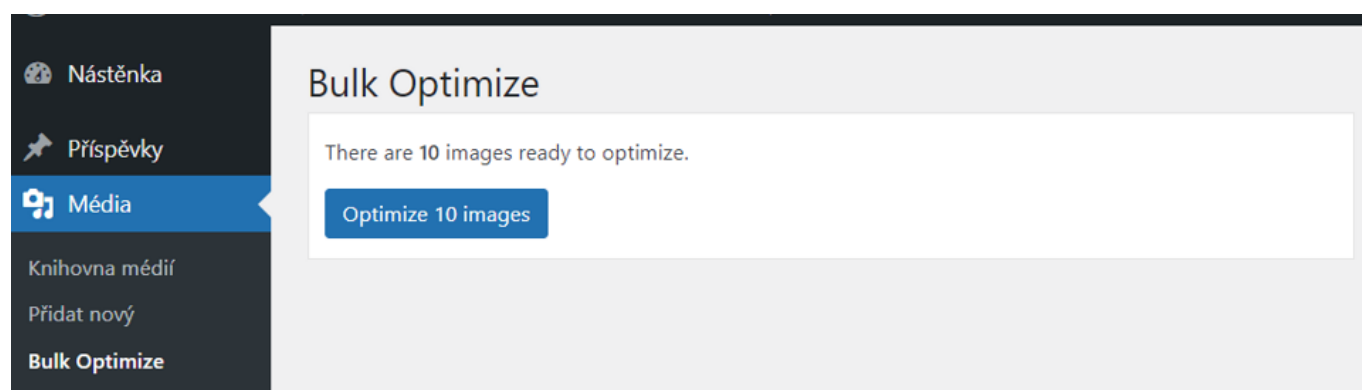 Nástěnka
Příspěvky
Média
Knihovna médií
Přidat nový
Bulk Optimize
Bulk Optimize
There are 10 images ready to optimize.
Optimize 10 images